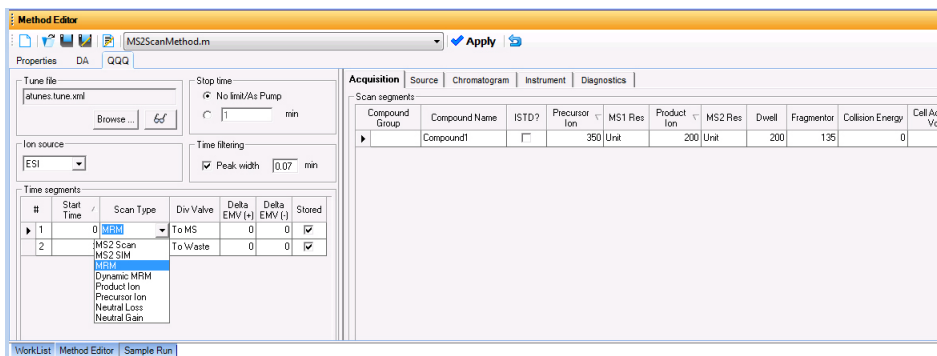 Method Editor
MS2ScanMethod.m
Apply
Properties DA QQQ
Tune file
atunes.tune.xml
Browse ...
Stop time
No limit/As Pump
1 min
Ion source
ESI
Time filtering
Peak width 0.07 min
Time segments
# Start Time Scan Type Div Valve Delta EMV (+) Delta EMV (-) Stored
1 0 MRM To MS 0 0
2 To Waste 0 0
MS2 Scan
MS2 SIM
MRM
Dynamic MRM
Product Ion
Precursor Ion
Neutral Loss
Neutral Gain
Acquisition Source Chromatogram Instrument Diagnostics
Scan segments
Compound Group Compound Name ISTD? Precursor Ion MS1 Res Product Ion MS2 Res Dwell Fragmentor Collision Energy Cell Ac Vo
Compound1 350 Unit 200 Unit 200 135 0
WorkList Method Editor Sample Run